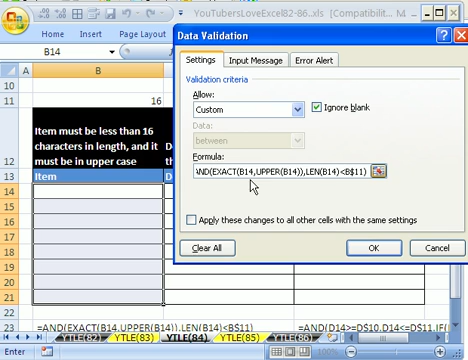 YouTubersLoveExcel82-86...xls [Compatibilit...
Home Insert Page Layout
B14
Data Validation
Settings Input Message Error Alert
Validation criteria
Allow:
Custom
Ignore blank
Data:
between
Formula:
AND(EXACT(B14,UPPER(B14)),LEN(B14)<B$11)
Apply these changes to all other cells with the same settings
Clear All OK Cancel
B
10
11 16
12 Item must be less than 16
characters in length, and it
must be in upper case
13 Item
14
15
16
17
18
19
20
21
22
23 =AND(EXACT(B14,UPPER(B14)),LEN(B14)<B$11) =AND(D14>=D$10,D14<=D$11,IF(
YTLE(82) YTLE(83) YTLE(84) YTLE(85) YTLE(86)
Enter 100%